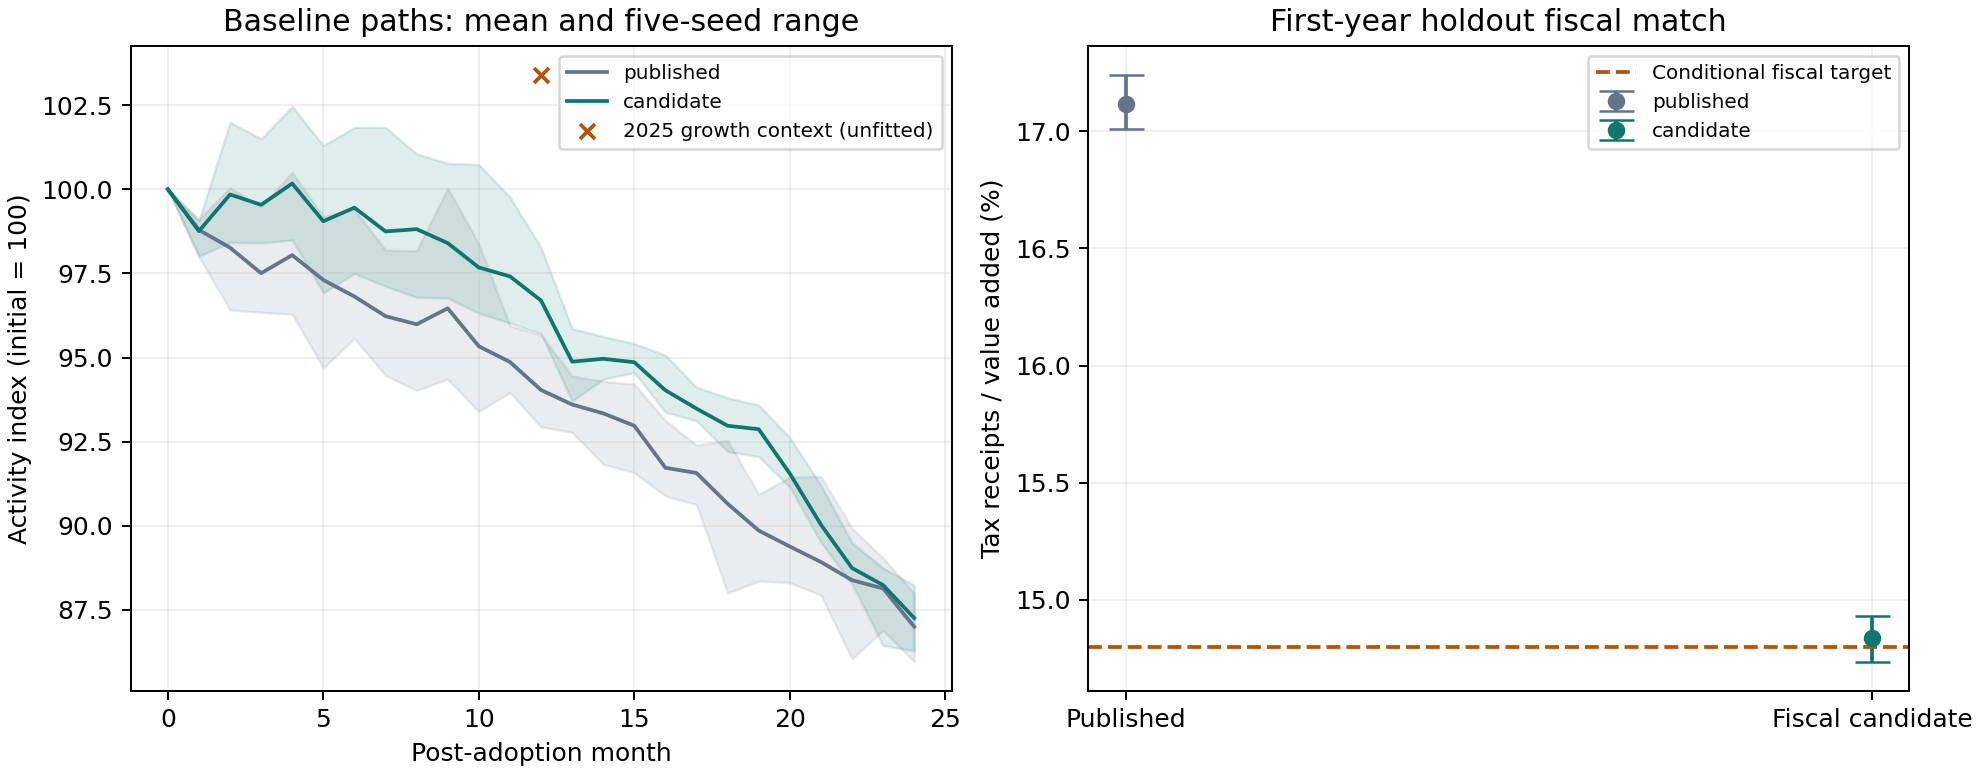 Baseline paths: mean and five-seed range
published
candidate
2025 growth context (unfitted)
Activity index (initial = 100)
102.5
100.0
97.5
95.0
92.5
90.0
87.5
0
5
10
15
20
25
Post-adoption month
First-year holdout fiscal match
Conditional fiscal target
published
candidate
Tax receipts / value added (%)
17.0
16.5
16.0
15.5
15.0
Published
Fiscal candidate